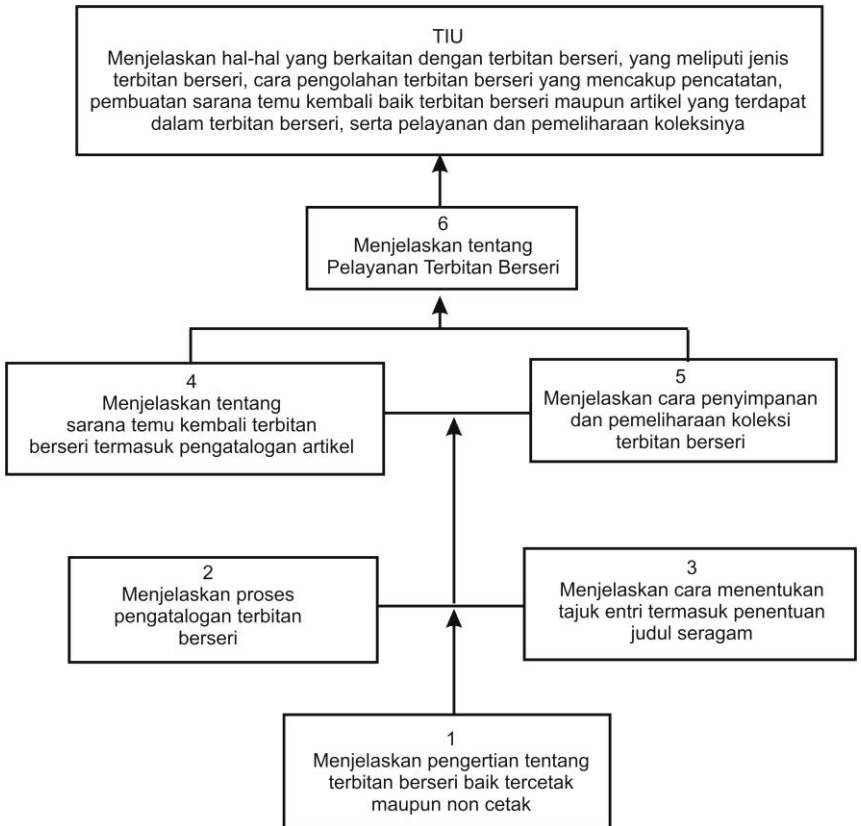 TIU
Menjelaskan hal-hal yang berkaitan dengan terbitan berseri, yang meliputi jenis
terbitan berseri, cara pengolahan terbitan berseri yang mencakup pencatatan,
pembuatan sarana temu kembali baik terbitan berseri maupun artikel yang terdapat
dalam terbitan berseri, serta pelayanan dan pemeliharaan koleksinya
6
Menjelaskan tentang
Pelayanan Terbitan Berseri
4
Menjelaskan tentang
sarana temu kembali terbitan
berseri termasuk pengatalogan artikel
5
Menjelaskan cara penyimpanan
dan pemeliharaan koleksi
terbitan berseri
2
Menjelaskan proses
pengatalogan terbitan
berseri
3
Menjelaskan cara menentukan
tajuk entri termasuk penentuan
judul seragam
1
Menjelaskan pengertian tentang
terbitan berseri baik tercetak
maupun non cetak